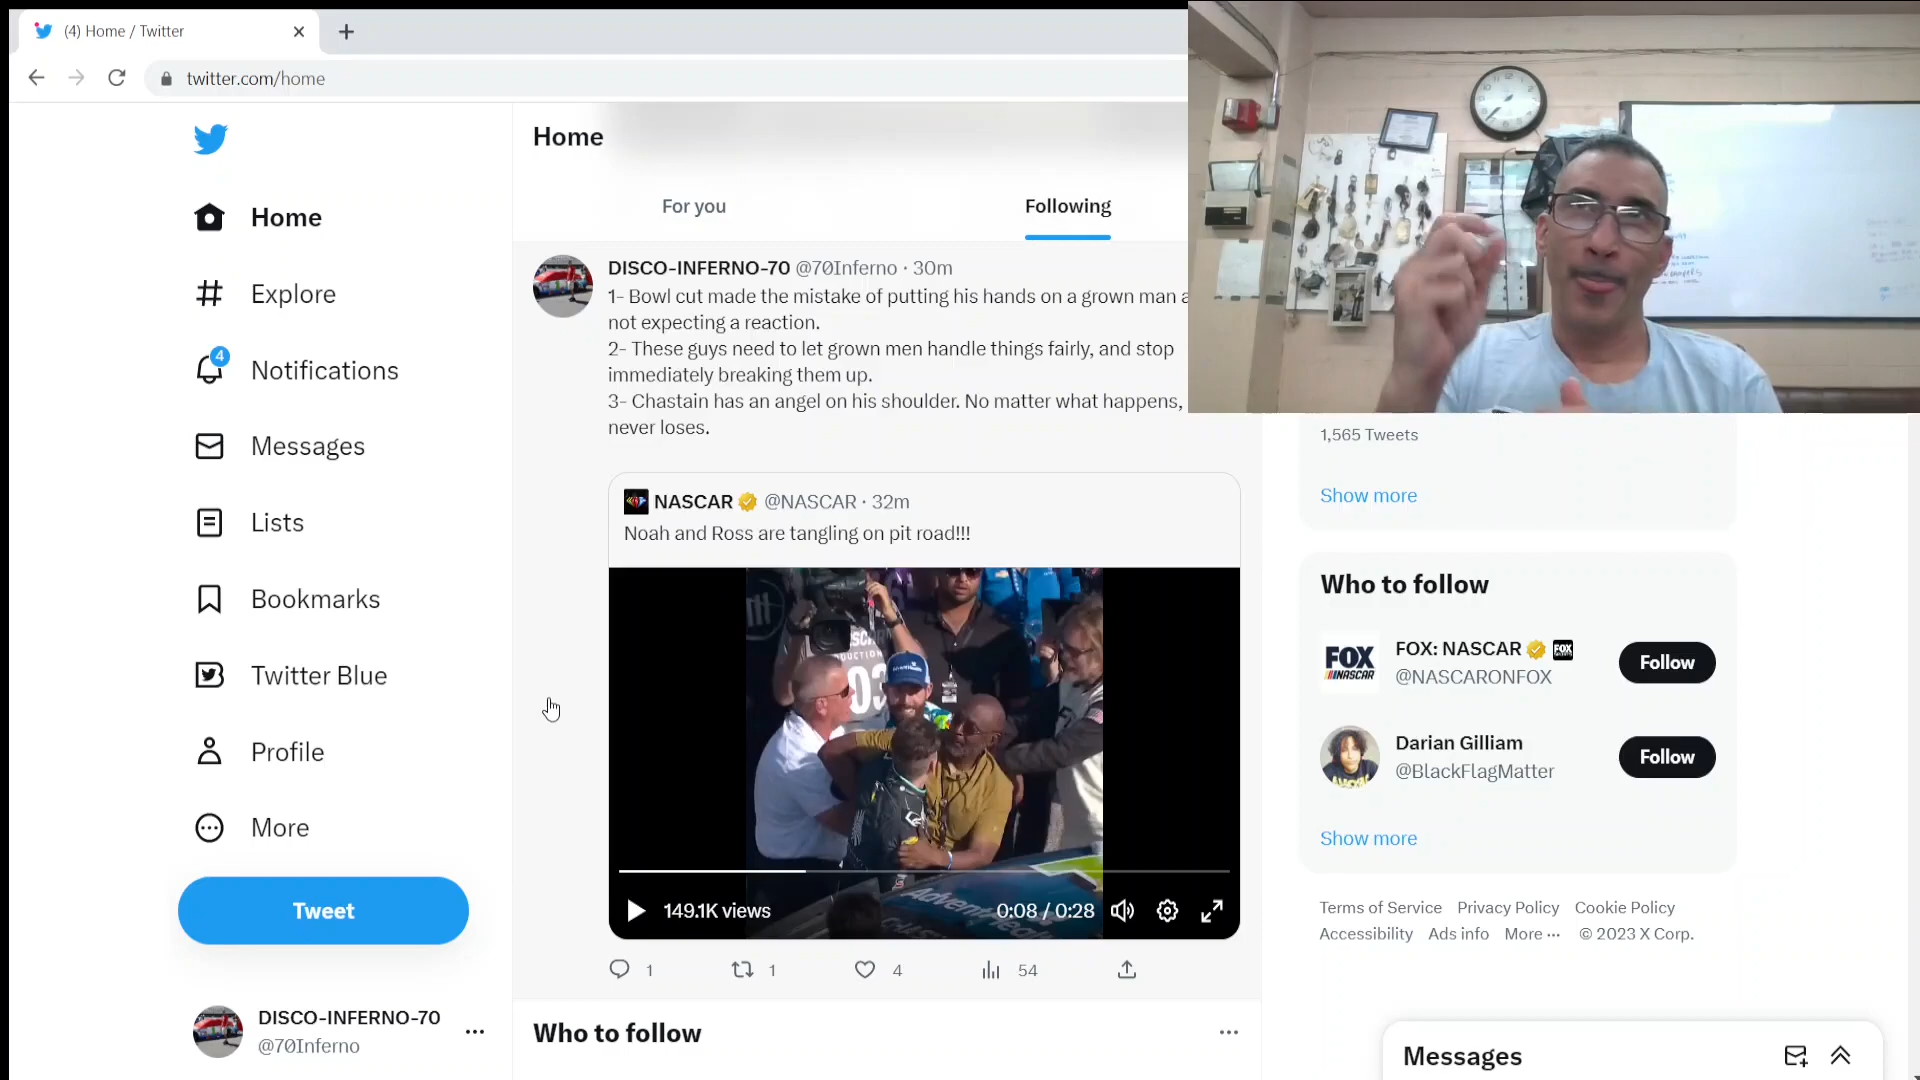 (4) Home / Twitter
twitter.com/home
Home
Home
Explore
4
Notifications
Messages
Lists
Bookmarks
Twitter Blue
Profile
More
Tweet
DISCO-INFERNO-70
@70Inferno
For you
Following
DISCO-INFERNO-70 @70Inferno · 30m
1- Bowl cut made the mistake of putting his hands on a grown man
not expecting a reaction.
2- These guys need to let grown men handle things fairly, and stop
immediately breaking them up.
3- Chastain has an angel on his shoulder. No matter what happens,
never loses.
NASCAR @NASCAR · 32m
Noah and Ross are tangling on pit road!!!
03
AdventHealth
149.1K views
0:08 / 0:28
1
1
4
54
Who to follow
1,565 Tweets
Show more
Who to follow
FOX
NASCAR
FOX: NASCAR FOX
@NASCARONFOX
Follow
Darian Gilliam
@BlackFlagMatter
Follow
Show more
Terms of Service Privacy Policy Cookie Policy
Accessibility Ads info More ··· © 2023 X Corp.
Messages